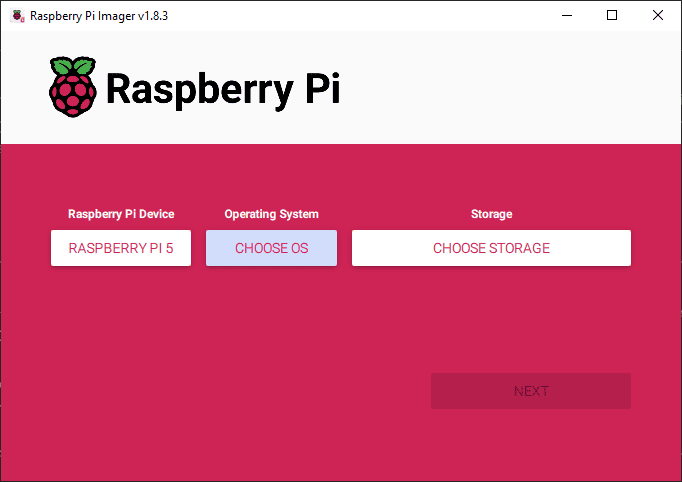 Raspberry Pi Imager v1.8.3
Raspberry Pi
Raspberry Pi Device Operating System Storage
RASPBERRY PI 5 CHOOSE OS CHOOSE STORAGE
NEXT